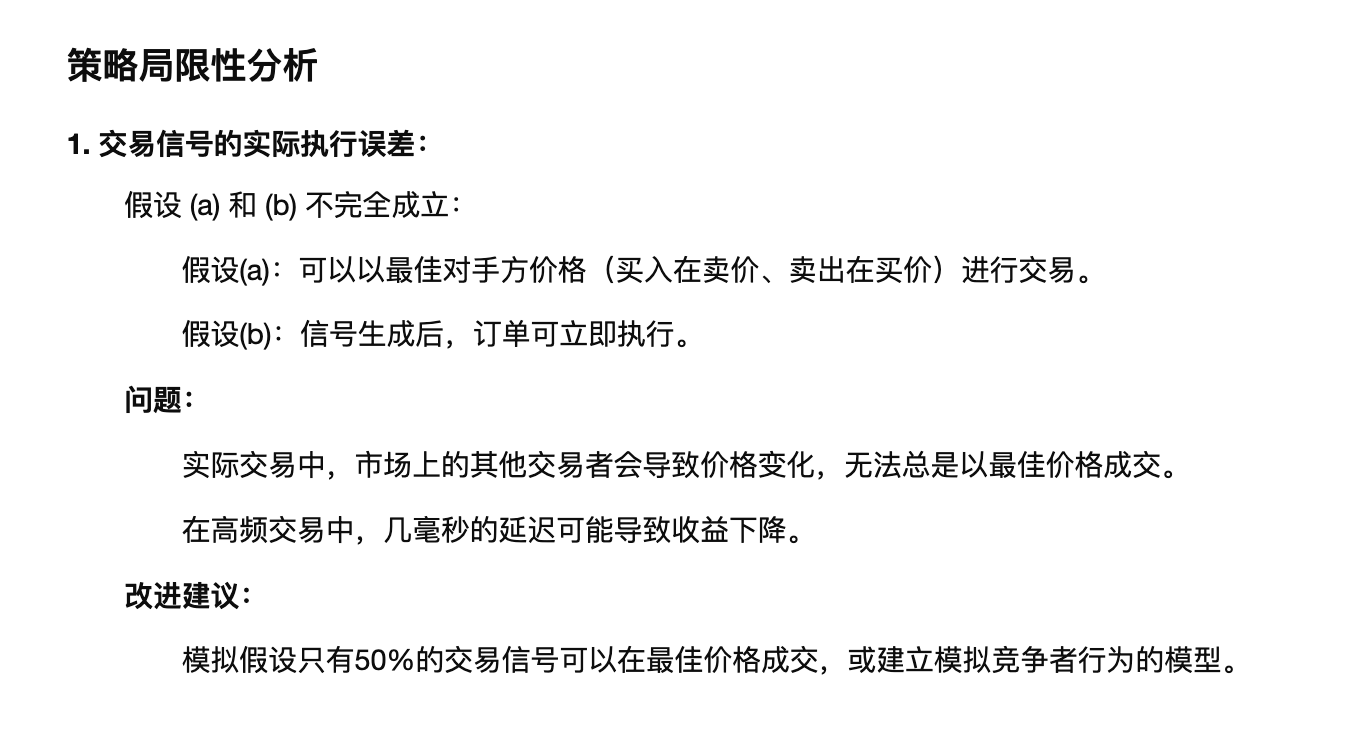 策略局限性分析
1. 交易信号的实际执行误差：
假设 (a) 和 (b) 不完全成立：
假设(a)：可以以最佳对手方价格（买入在卖价、卖出在买价）进行交易。
假设(b)：信号生成后，订单可立即执行。
问题：
实际交易中，市场上的其他交易者会导致价格变化，无法总是以最佳价格成交。
在高频交易中，几毫秒的延迟可能导致收益下降。
改进建议：
模拟假设只有50%的交易信号可以在最佳价格成交，或建立模拟竞争者行为的模型。